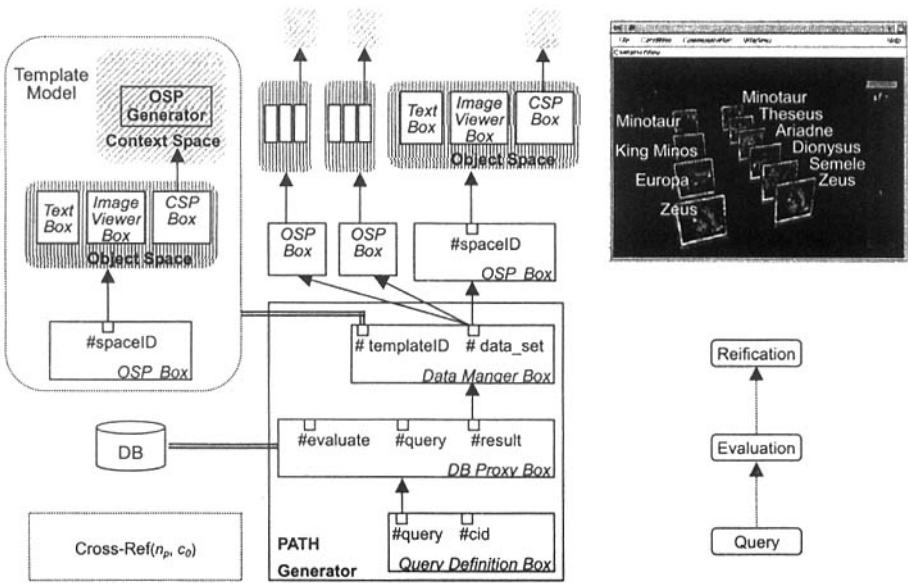 Template
Model
OSP
Generator
Context Space
Text
Box
Image
Viewer
Box
CSP
Box
Object Space
#spaceID
OSP Box
Text
Box
Image
Viewer
Box
CSP
Box
Object Space
OSP
Box
OSP
Box
#spaceID
OSP Box
# templateID
# data_set
Data Manger Box
DB
#evaluate
#query
#result
DB Proxy Box
Cross-Ref(nₚ, c₀)
PATH
Generator
#query
#cid
Query Definition Box
Communication
Help
Minotaur
King Minos
Europa
Zeus
Minotaur
Theseus
Ariadne
Dionysus
Semele
Zeus
Reification
Evaluation
Query